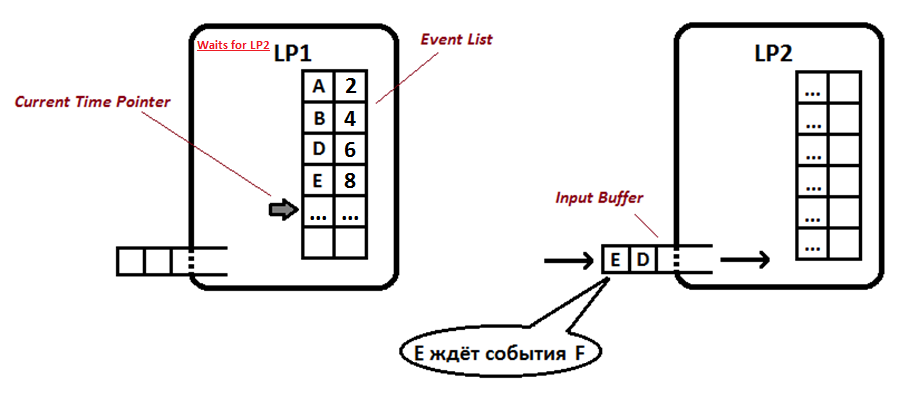 Waits for LP2
LP1
Event List
Current Time Pointer
A 2
B 4
D 6
E 8
... ...
LP2
...
...
...
...
...
...
Input Buffer
E D
E ждёт события F